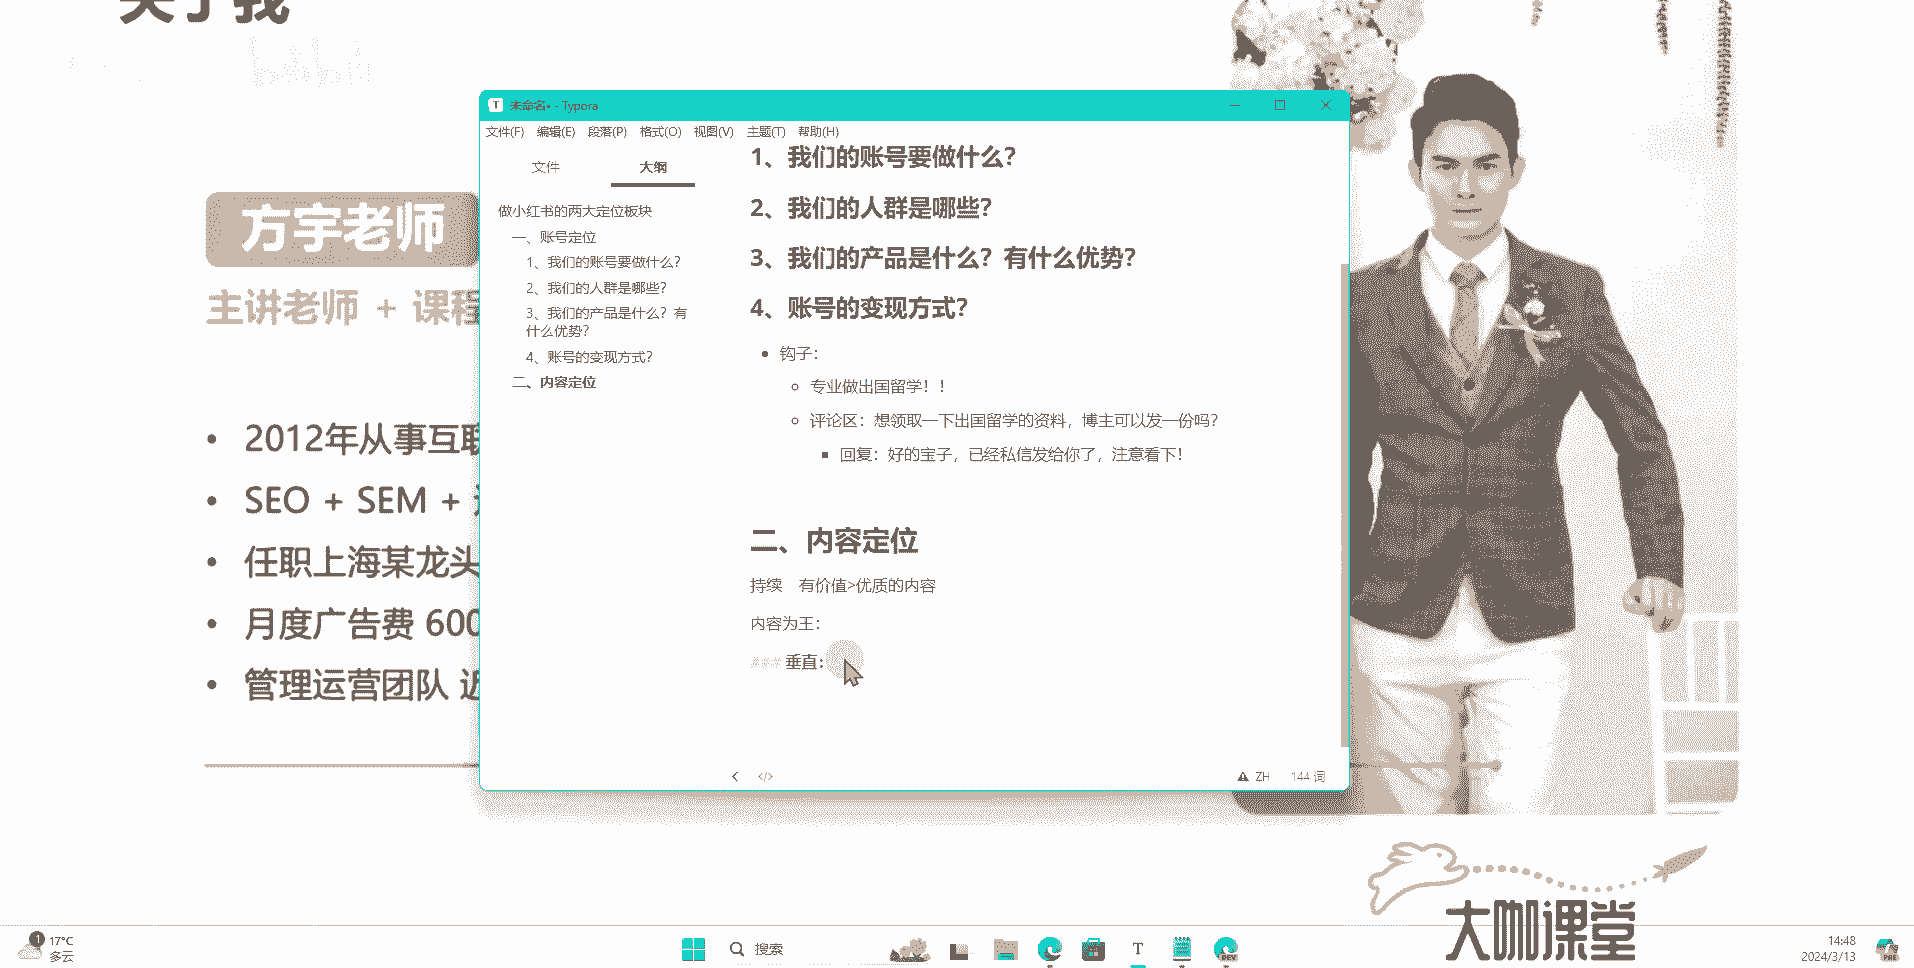 关于我
方宇老师
主讲老师 + 课程
2012年从事互联
SEO + SEM +
任职上海某龙头
月度广告费 600
管理运营团队 近
未命名• - Typora
文件(F) 编辑(E) 段落(P) 格式(O) 视图(V) 主题(T) 帮助(H)
文件 大纲
做小红书的两大定位板块
一、账号定位
1、我们的账号要做什么？
2、我们的人群是哪些？
3、我们的产品是什么？有
什么优势？
4、账号的变现方式？
二、内容定位
1、我们的账号要做什么？
2、我们的人群是哪些？
3、我们的产品是什么？有什么优势？
4、账号的变现方式？
钩子：
专业做出国留学！！
评论区：想领取一下出国留学的资料，博主可以发一份吗？
回复：好的宝子，已经私信发给你了，注意看下！
二、内容定位
持续 有价值>优质的内容
内容为王：
### 垂直：
ZH 144 词
大咖课堂
1
17°C
多云
搜索
T
DEV
14:48
2024/3/13
PRE